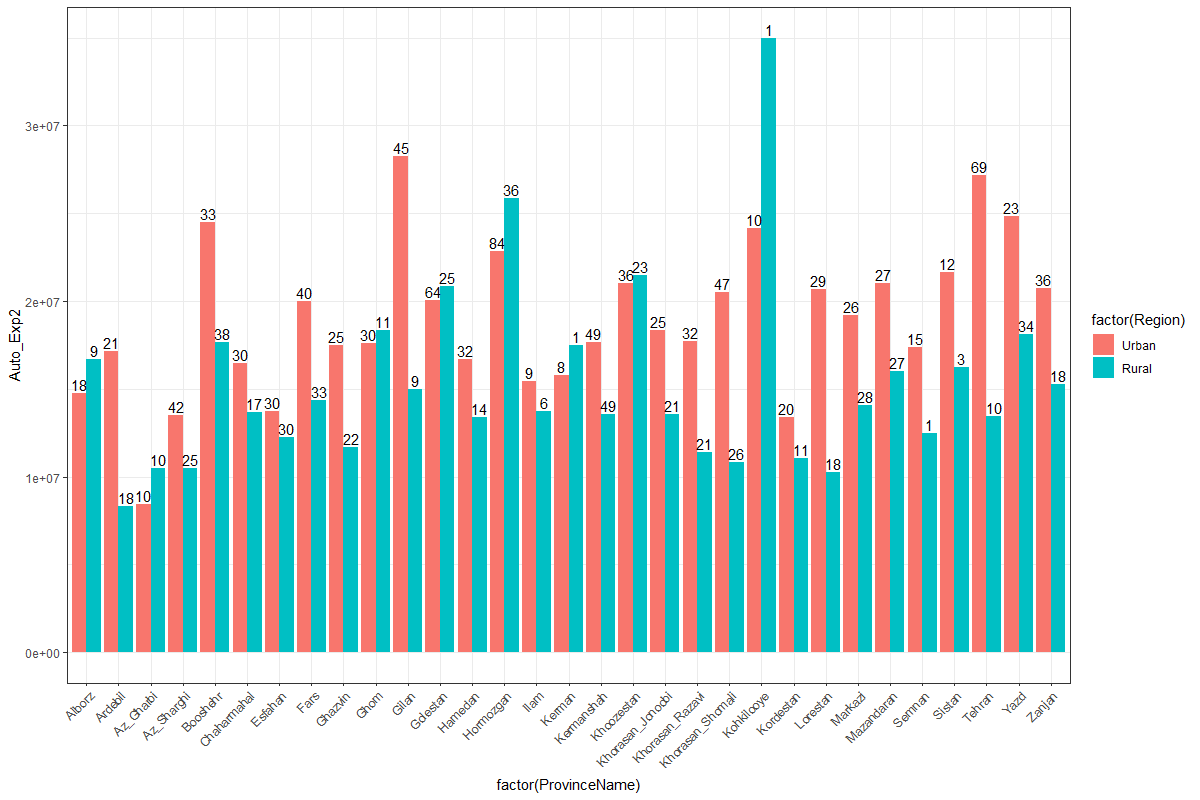 1
45
69
36
33
23
84
10
12
36
23
25
64
47
29
27
36
40
21
26
38
11
30
25
49
32
25
1
15
34
9
30
32
8
27
3
18
9
42
30
17
6
33
14
9
49
21
20
28
10
18
30
22
21
1
10
25
26
11
18
10
18
3e+07
2e+07
1e+07
0e+00
Auto_Exp2
Alborz
Ardebil
Az_Gharbi
Az_Sharghi
Booshehr
Chaharmahal
Esfahan
Fars
Ghazvin
Ghom
Gilan
Golestan
Hamedan
Hormozgan
Ilam
Kerman
Kermanshah
Khoozestan
Khorasan_Jonoobi
Khorasan_Razavi
Khorasan_Shomali
Kohkilooye
Kordestan
Lorestan
Markazi
Mazandaran
Semnan
Sistan
Tehran
Yazd
Zanjan
factor(ProvinceName)
factor(Region)
Urban
Rural